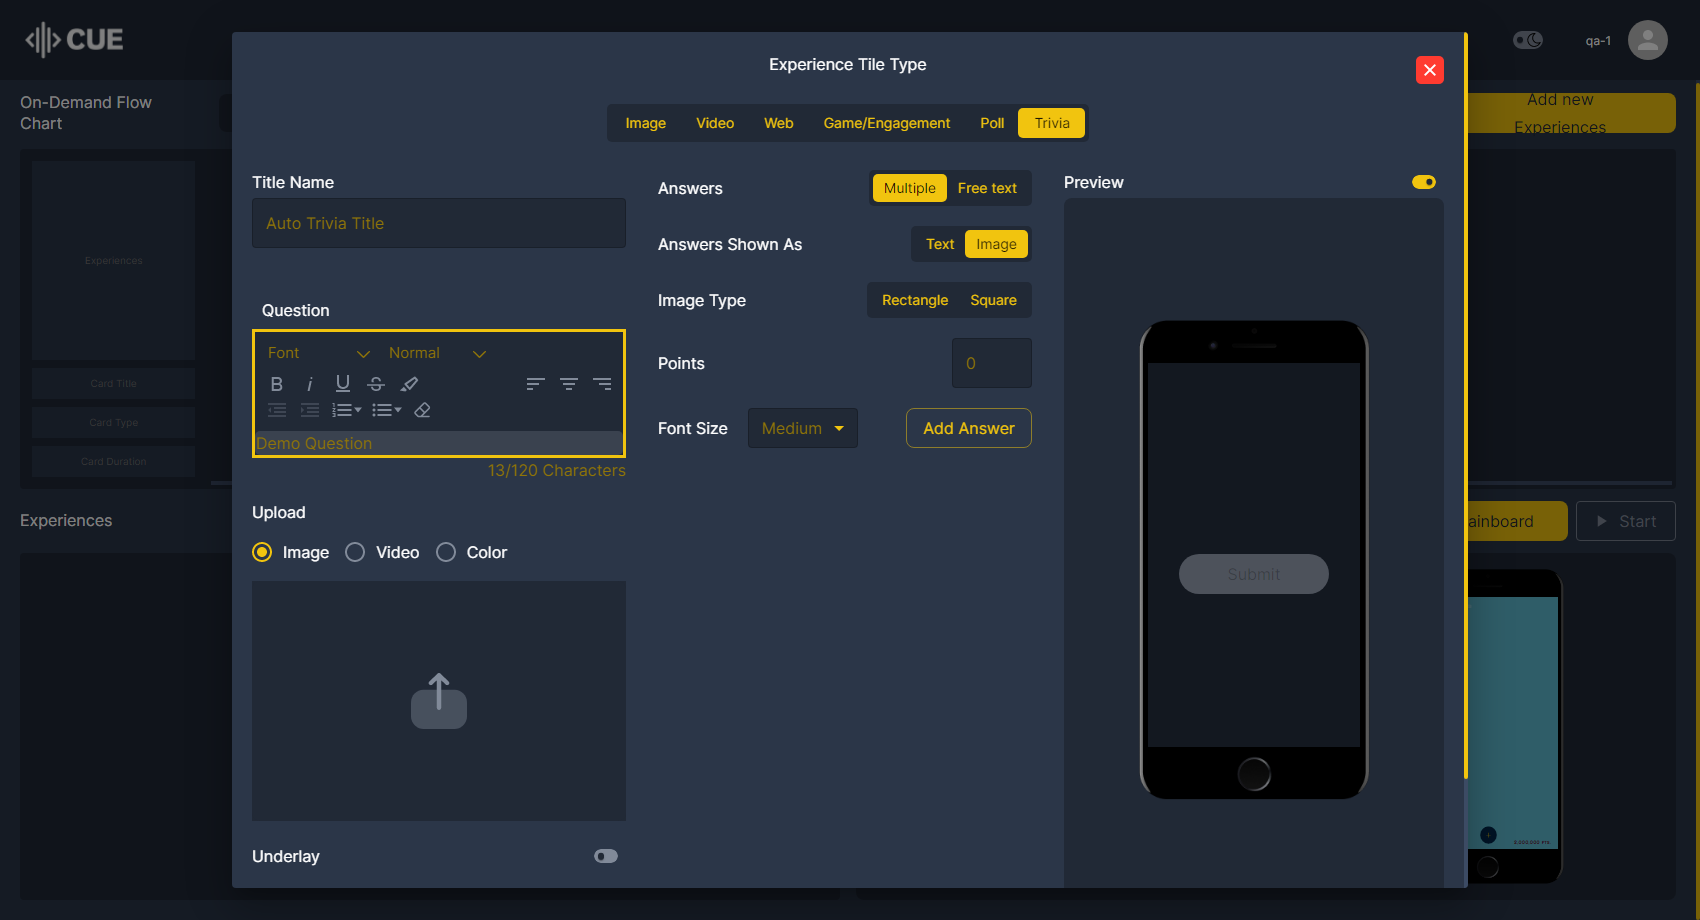 CUE
qa-1
On-Demand Flow
Chart
Add new
Experiences
Experiences
Card Title
Card Type
Card Duration
Experiences
ainboard
Start
Experience Tile Type
Image
Video
Web
Game/Engagement
Poll
Trivia
Title Name
Auto Trivia Title
Question
Font
Normal
B i U S
Demo Question
13/120 Characters
Upload
Image
Video
Color
Underlay
Answers
Multiple
Free text
Answers Shown As
Text
Image
Image Type
Rectangle
Square
Points
0
Font Size
Medium
Add Answer
Preview
Submit